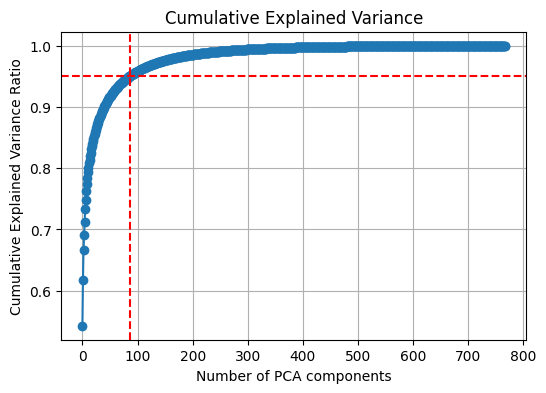 Cumulative Explained Variance
1.0
0.9
0.8
0.7
0.6
Cumulative Explained Variance Ratio
0 100 200 300 400 500 600 700 800
Number of PCA components